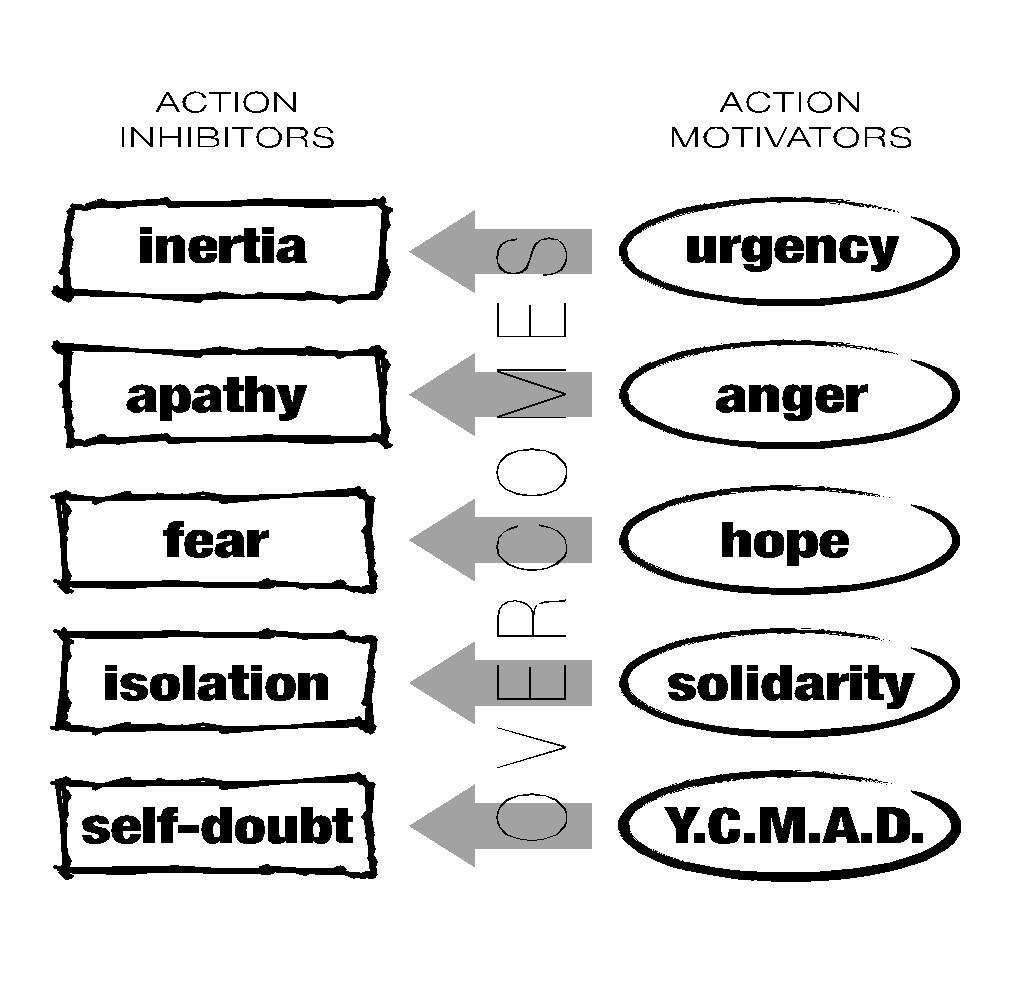 ACTION
INHIBITORS
ACTION
MOTIVATORS
inertia
urgency
apathy
anger
fear
hope
isolation
solidarity
self-doubt
Y.C.M.A.D.
OVERCOMES